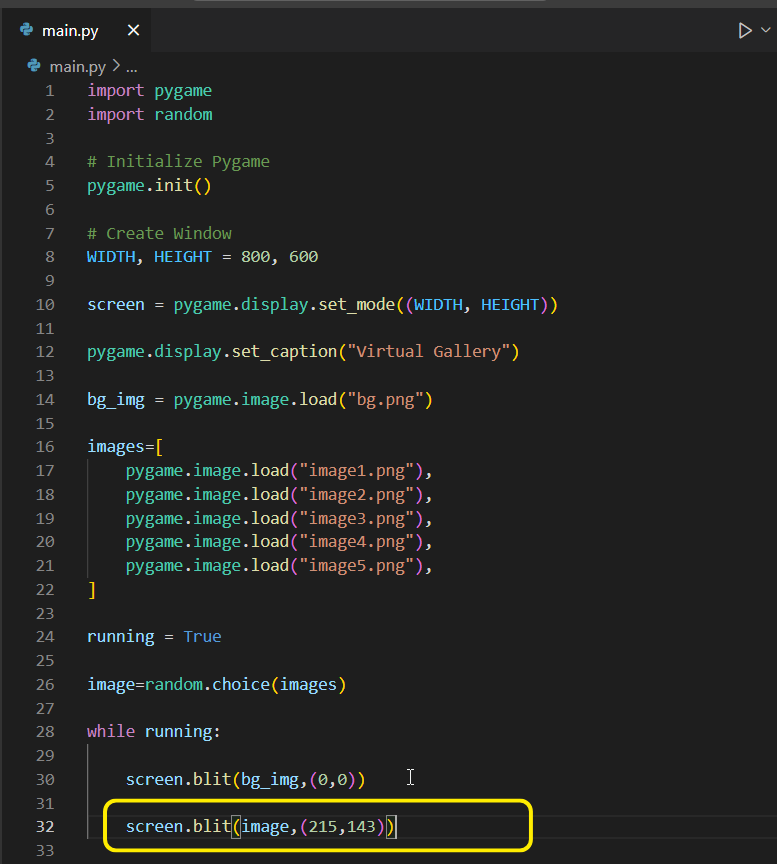 main.py
main.py > ...
1 import pygame
2 import random
3
4 # Initialize Pygame
5 pygame.init()
6
7 # Create Window
8 WIDTH, HEIGHT = 800, 600
9
10 screen = pygame.display.set_mode((WIDTH, HEIGHT))
11
12 pygame.display.set_caption("Virtual Gallery")
13
14 bg_img = pygame.image.load("bg.png")
15
16 images=[
17     pygame.image.load("image1.png"),
18     pygame.image.load("image2.png"),
19     pygame.image.load("image3.png"),
20     pygame.image.load("image4.png"),
21     pygame.image.load("image5.png"),
22 ]
23
24 running = True
25
26 image=random.choice(images)
27
28 while running:
29
30     screen.blit(bg_img,(0,0))
31
32     screen.blit(image,(215,143))
33